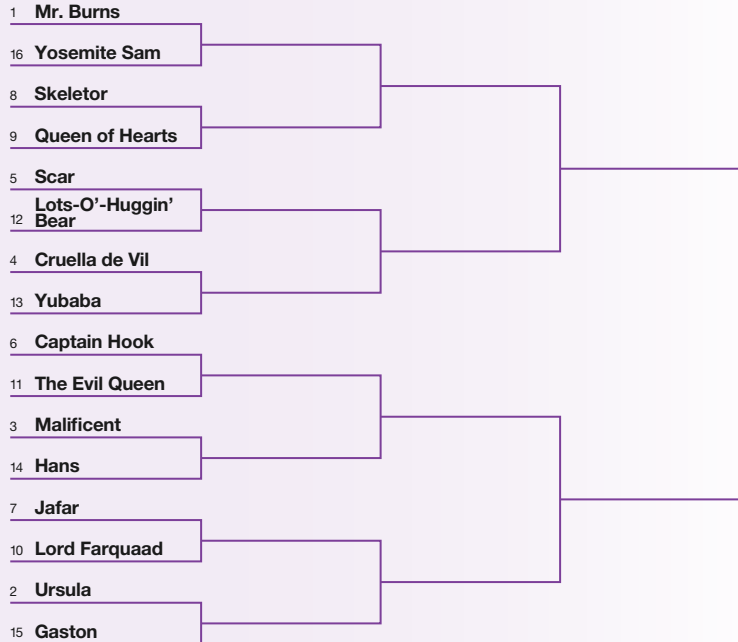 1 Mr. Burns
16 Yosemite Sam
8 Skeletor
9 Queen of Hearts
5 Scar
Lots-O’-Huggin’
12 Bear
4 Cruella de Vil
13 Yubaba
6 Captain Hook
11 The Evil Queen
3 Malificent
14 Hans
7 Jafar
10 Lord Farquaad
2 Ursula
15 Gaston